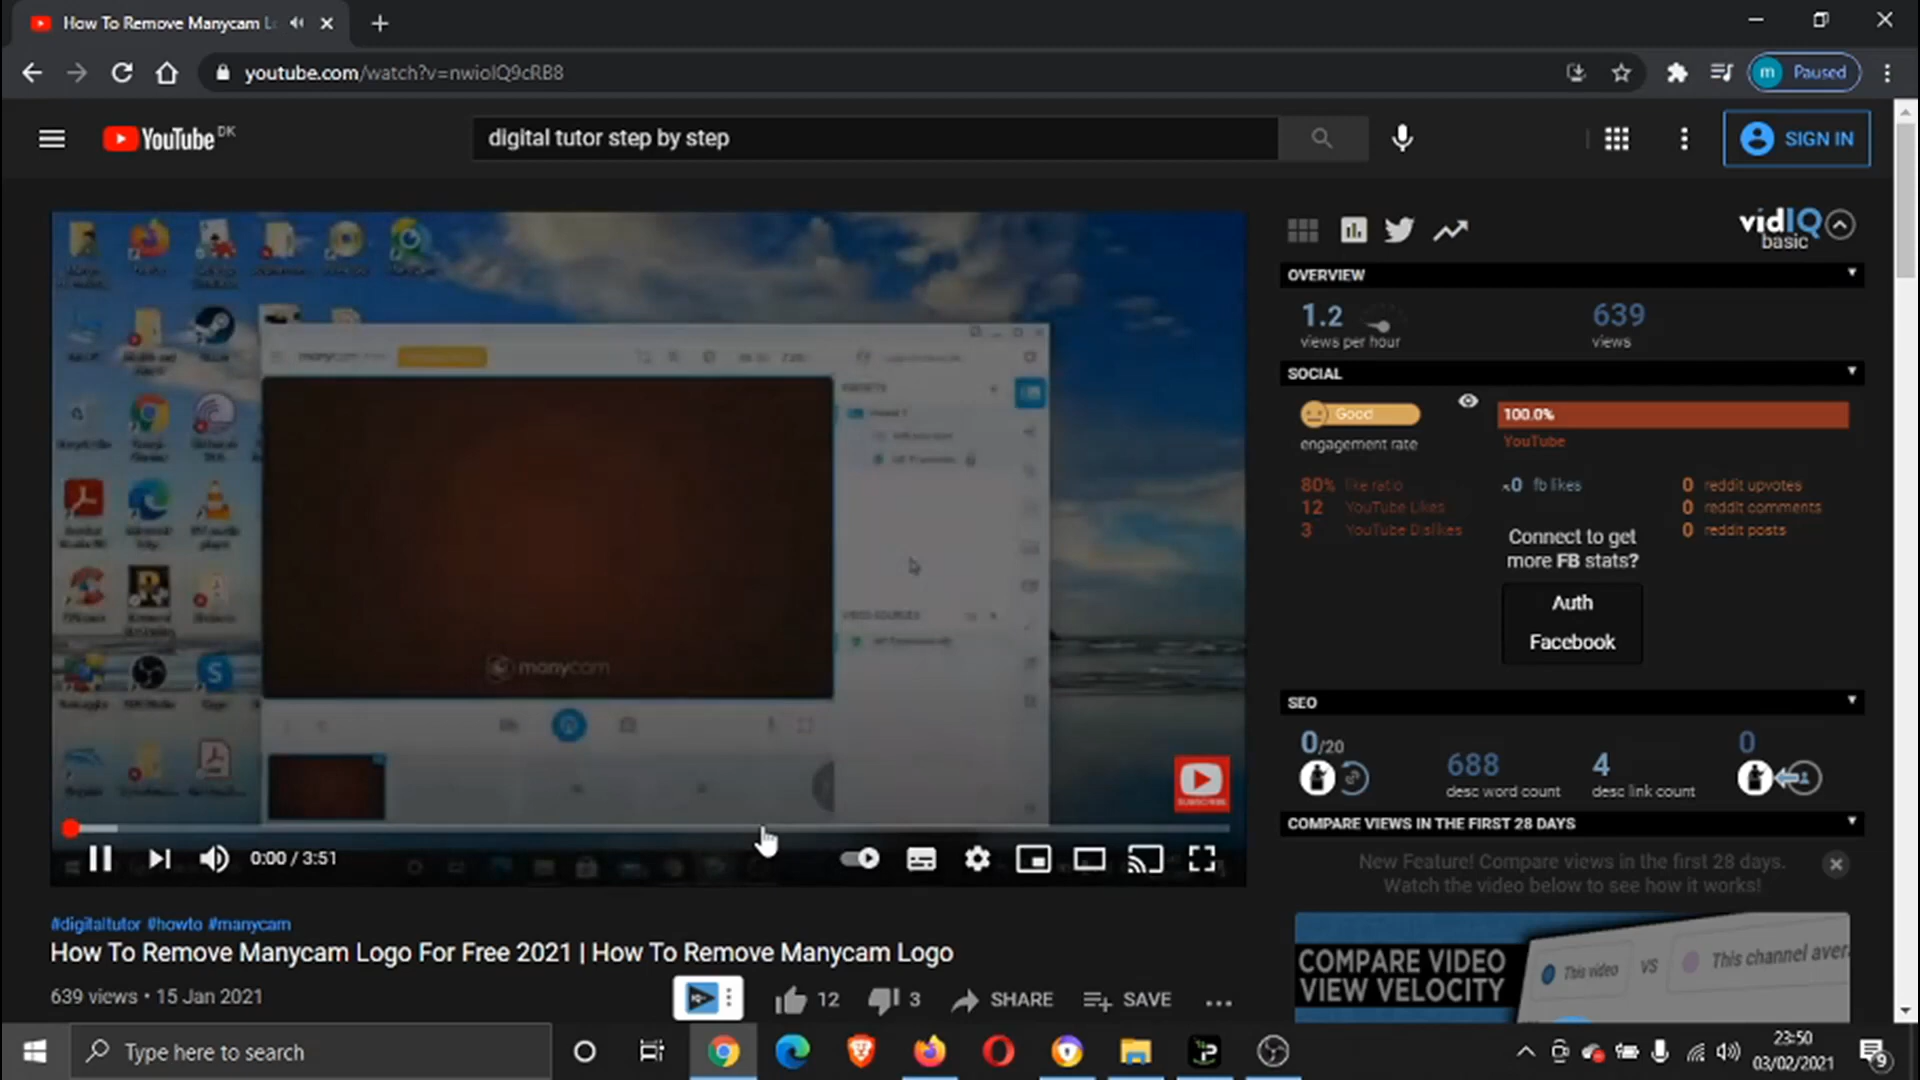 How To Remove Manycam Lo
youtube.com/watch?v=nwiolQ9cRB8
m Paused
YouTube DK
digital tutor step by step
SIGN IN
manycam
manycam
SUBSCRIBE
0:00 / 3:51
#digitaltutor #howto #manycam
How To Remove Manycam Logo For Free 2021 | How To Remove Manycam Logo
639 views • 15 Jan 2021
12
3
SHARE
SAVE
vidIQ
basic
OVERVIEW
1.2
views per hour
639
views
SOCIAL
Good
engagement rate
100.0%
YouTube
80% like ratio
12 YouTube Likes
3 YouTube Dislikes
0 fb likes
Connect to get
more FB stats?
Auth
Facebook
0 reddit upvotes
0 reddit comments
0 reddit posts
SEO
0/20
688
desc word count
4
desc link count
0
COMPARE VIEWS IN THE FIRST 28 DAYS
New Feature! Compare views in the first 28 days.
Watch the video below to see how it works!
COMPARE VIDEO
VIEW VELOCITY
This video
VS
This channel aver
Type here to search
23:50
03/02/2021
9